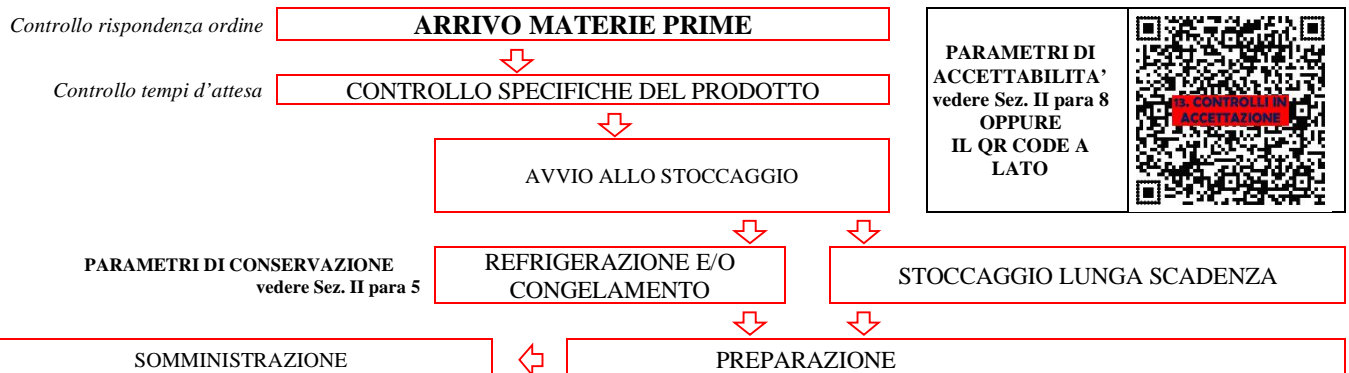 Controllo rispondenza ordine
ARRIVO MATERIE PRIME
Controllo tempi d'attesa
CONTROLLO SPECIFICHE DEL PRODOTTO
PARAMETRI DI
ACCETTABILITA'
vedere Sez. II para 8
OPPURE
IL QR CODE A
LATO
13. CONTROLLI IN
ACCETTAZIONE
AVVIO ALLO STOCCAGGIO
PARAMETRI DI CONSERVAZIONE
vedere Sez. II para 5
REFRIGERAZIONE E/O
CONGELAMENTO
STOCCAGGIO LUNGA SCADENZA
SOMMINISTRAZIONE
PREPARAZIONE